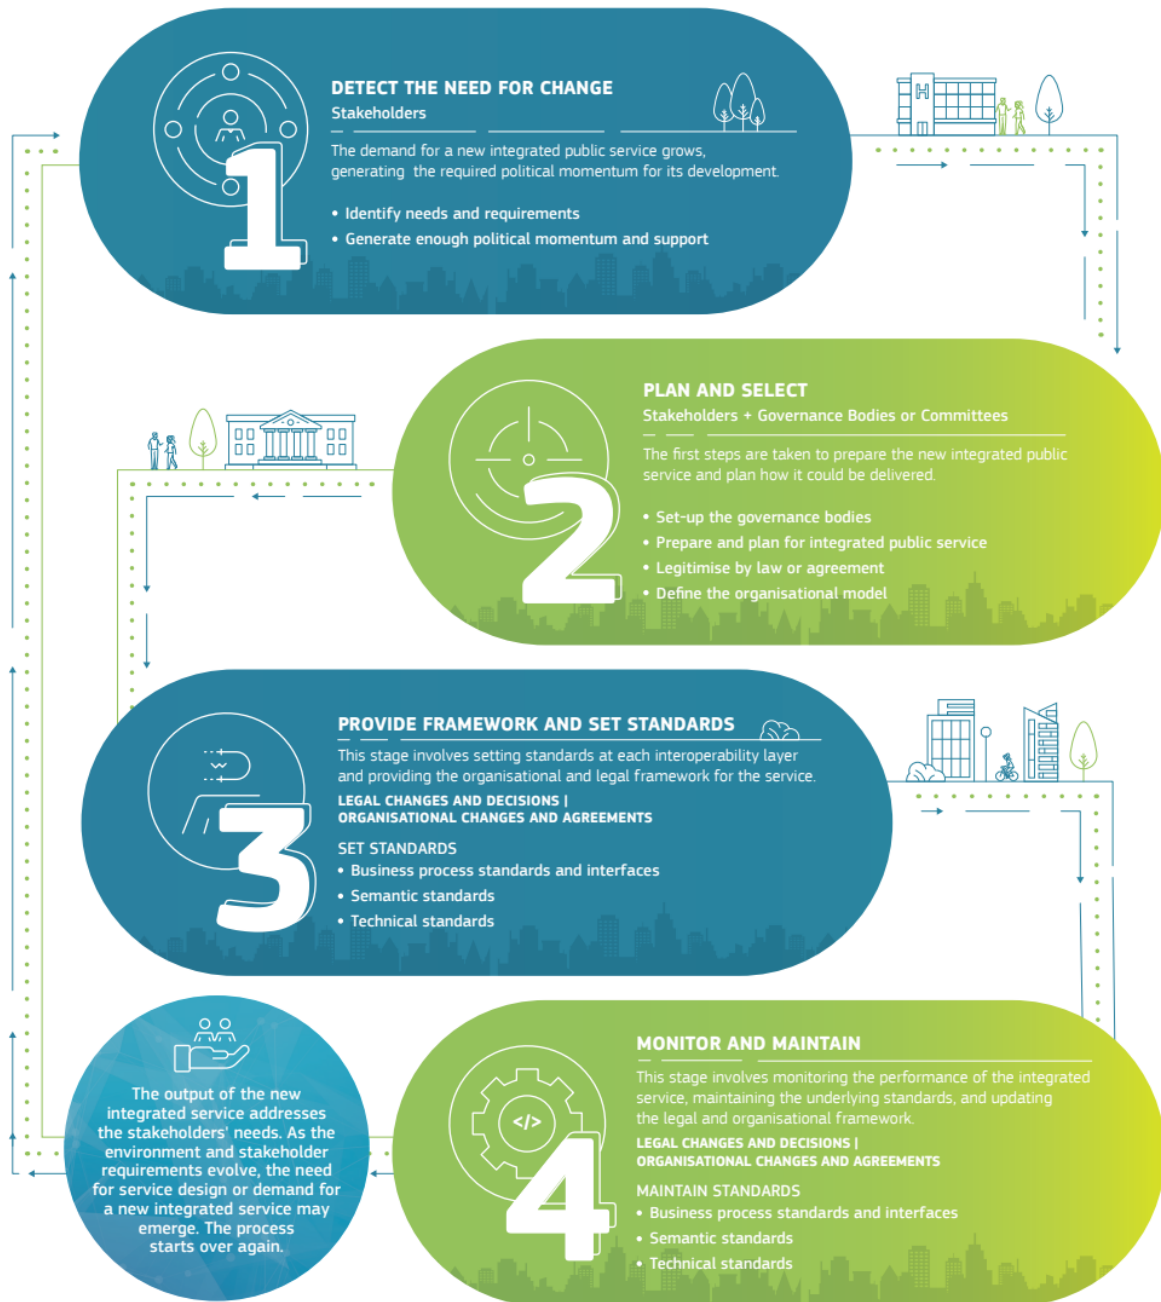 1
DETECT THE NEED FOR CHANGE
Stakeholders
The demand for a new integrated public service grows,
generating the required political momentum for its development.
• Identify needs and requirements
• Generate enough political momentum and support
H
2
PLAN AND SELECT
Stakeholders + Governance Bodies or Committees
The first steps are taken to prepare the new integrated public
service and plan how it could be delivered.
• Set-up the governance bodies
• Prepare and plan for integrated public service
• Legitimise by law or agreement
• Define the organisational model
3
PROVIDE FRAMEWORK AND SET STANDARDS
This stage involves setting standards at each interoperability layer
and providing the organisational and legal framework for the service.
LEGAL CHANGES AND DECISIONS |
ORGANISATIONAL CHANGES AND AGREEMENTS
SET STANDARDS
• Business process standards and interfaces
• Semantic standards
• Technical standards
</>
4
MONITOR AND MAINTAIN
This stage involves monitoring the performance of the integrated
service, maintaining the underlying standards, and updating
the legal and organisational framework.
LEGAL CHANGES AND DECISIONS |
ORGANISATIONAL CHANGES AND AGREEMENTS
MAINTAIN STANDARDS
• Business process standards and interfaces
• Semantic standards
• Technical standards
The output of the new
integrated service addresses
the stakeholders' needs. As the
environment and stakeholder
requirements evolve, the need
for service design or demand for
a new integrated service may
emerge. The process
starts over again.